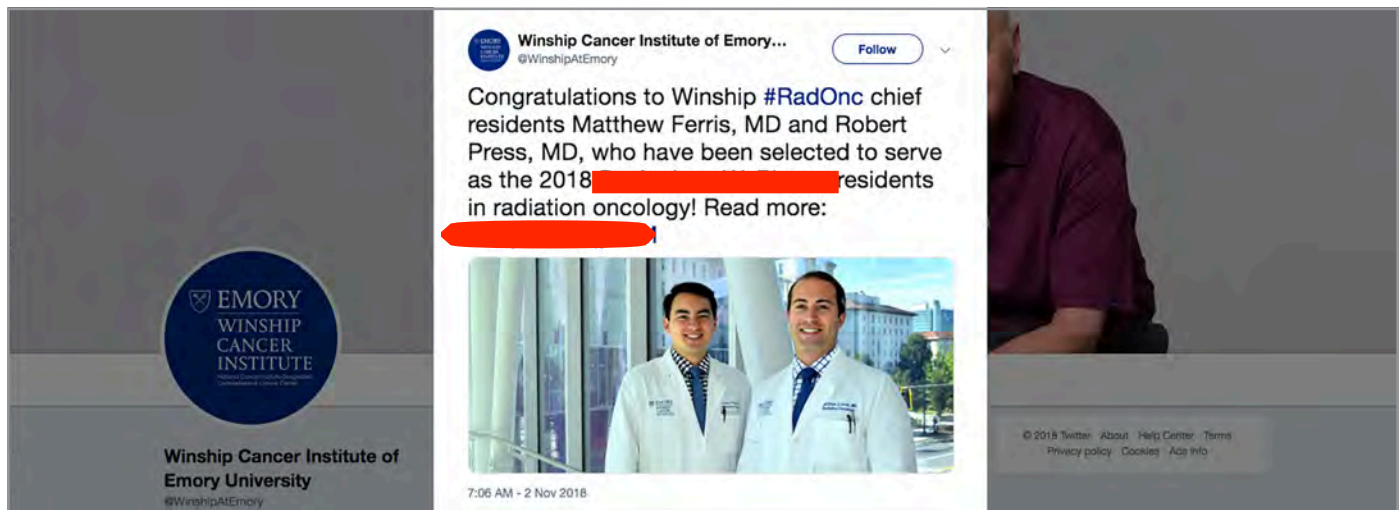 Winship Cancer Institute of Emory...
@WinshipAtEmory
Follow
Congratulations to Winship #RadOnc chief
residents Matthew Ferris, MD and Robert
Press, MD, who have been selected to serve
as the 2018 residents
in radiation oncology! Read more:
EMORY
WINSHIP
CANCER
INSTITUTE
Winship Cancer Institute of
Emory University
@WinshipAtEmory
7:06 AM - 2 Nov 2018
© 2018 Twitter About Help Center Terms
Privacy policy Cookies Ads info